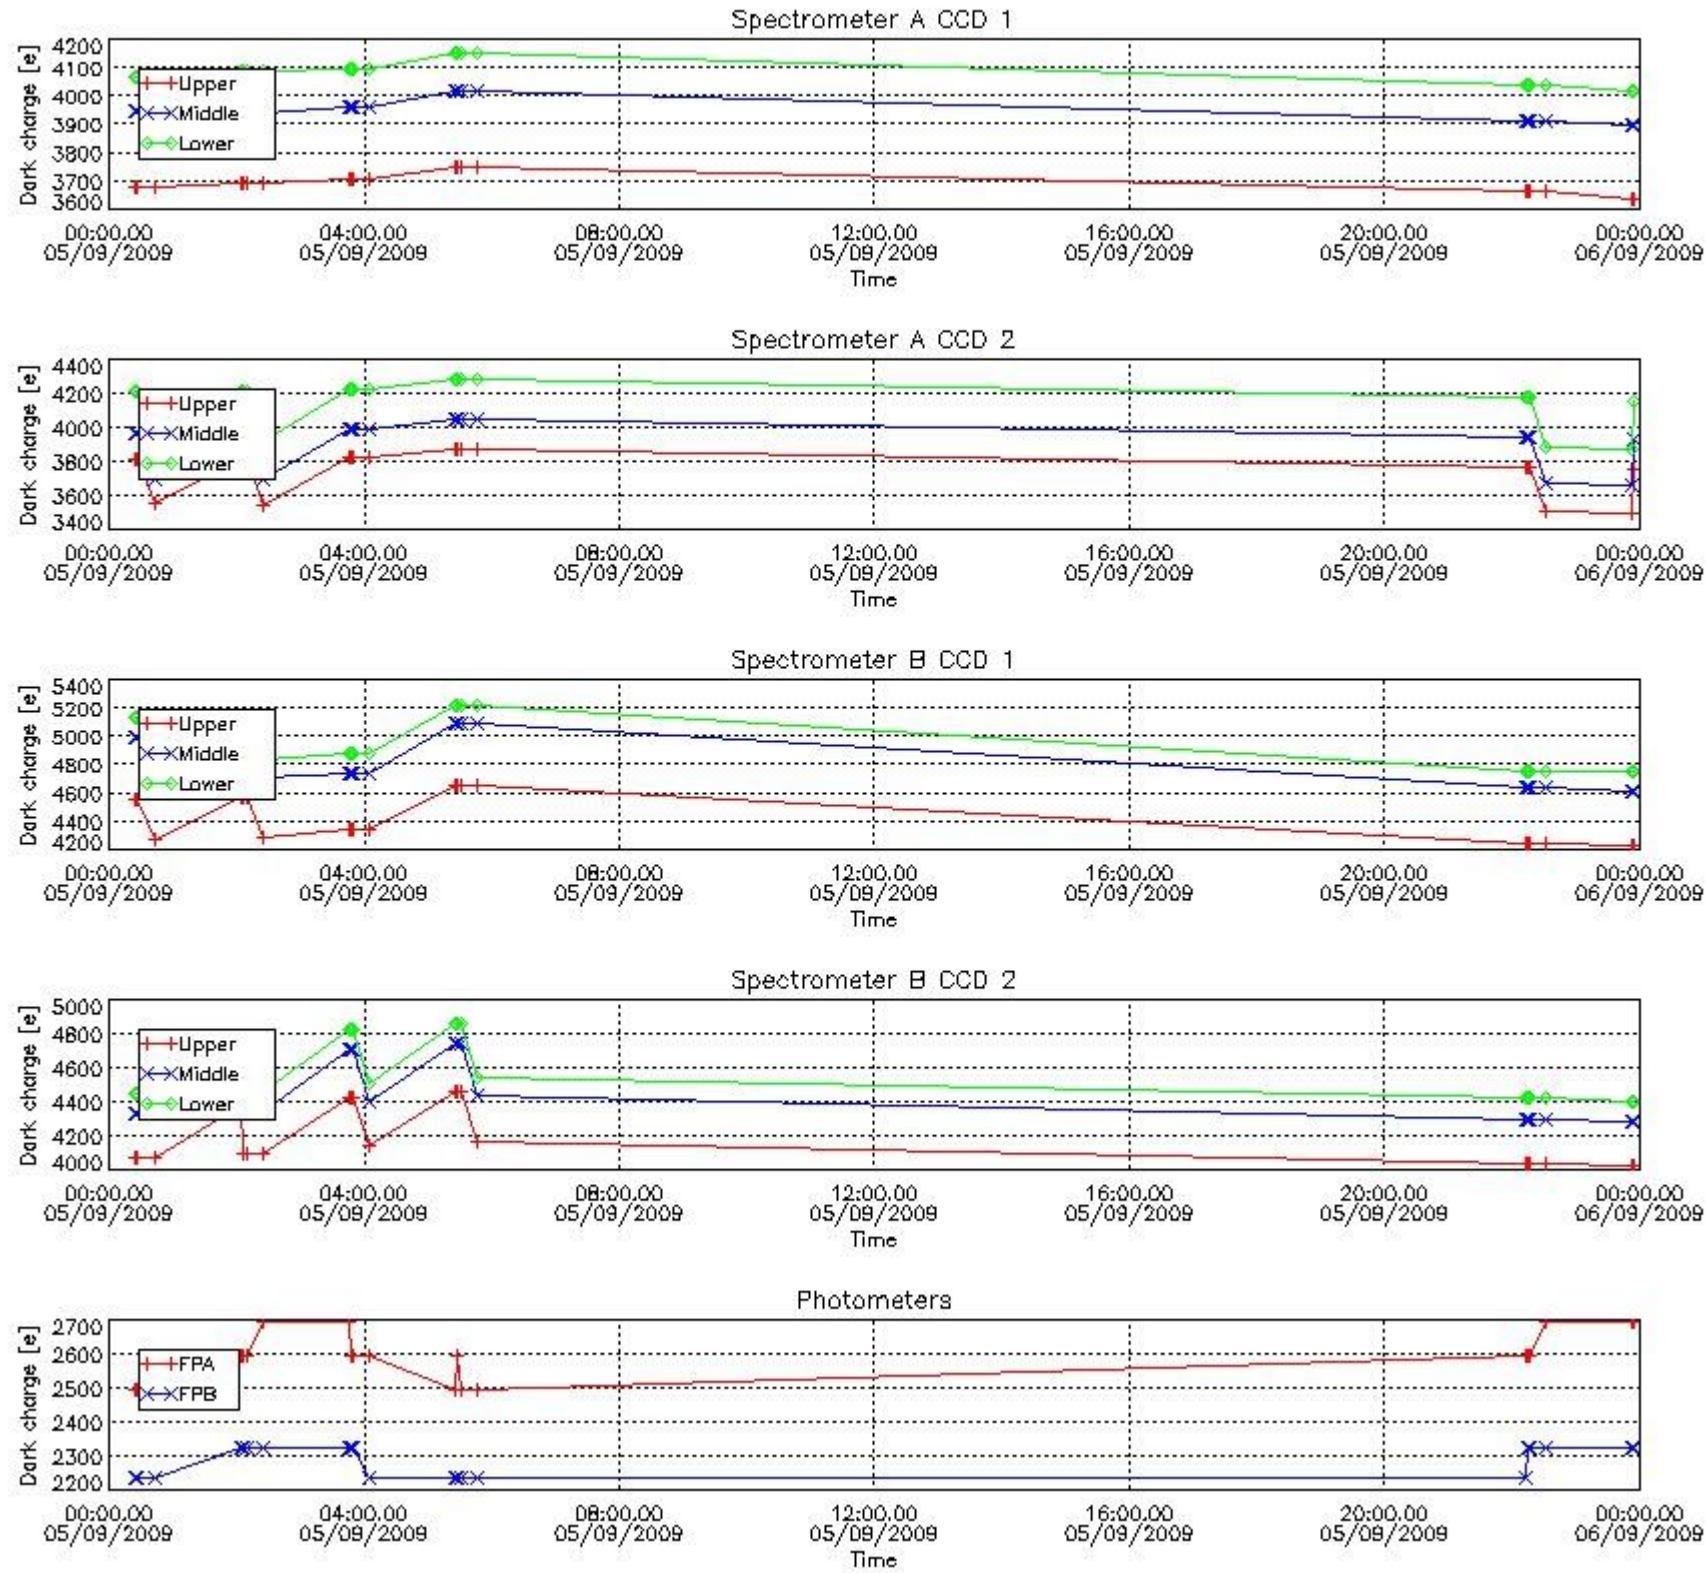 Spectrometer A CCD 1
Dark charge [e]
4200
4100
4000
3900
3800
3700
3600
Upper
Middle
Lower
00:00.00 04:00.00 08:00.00 12:00.00 16:00.00 20:00.00 00:00.00
05/09/2009 05/09/2009 05/09/2009 05/09/2009 05/09/2009 05/09/2009 06/09/2009
Time
Spectrometer A CCD 2
Dark charge [e]
4400
4200
4000
3800
3600
3400
Upper
Middle
Lower
00:00.00 04:00.00 08:00.00 12:00.00 16:00.00 20:00.00 00:00.00
05/09/2009 05/09/2009 05/09/2009 05/09/2009 05/09/2009 05/09/2009 06/09/2009
Time
Spectrometer B CCD 1
Dark charge [e]
5400
5200
5000
4800
4600
4400
4200
Upper
Middle
Lower
00:00.00 04:00.00 08:00.00 12:00.00 16:00.00 20:00.00 00:00.00
05/09/2009 05/09/2009 05/09/2009 05/09/2009 05/09/2009 05/09/2009 06/09/2009
Time
Spectrometer B CCD 2
Dark charge [e]
5000
4800
4600
4400
4200
4000
Upper
Middle
Lower
00:00.00 04:00.00 08:00.00 12:00.00 16:00.00 20:00.00 00:00.00
05/09/2009 05/09/2009 05/09/2009 05/09/2009 05/09/2009 05/09/2009 06/09/2009
Time
Photometers
Dark charge [e]
2700
2600
2500
2400
2300
2200
FPA
FPB
00:00.00 04:00.00 08:00.00 12:00.00 16:00.00 20:00.00 00:00.00
05/09/2009 05/09/2009 05/09/2009 05/09/2009 05/09/2009 05/09/2009 06/09/2009
Time